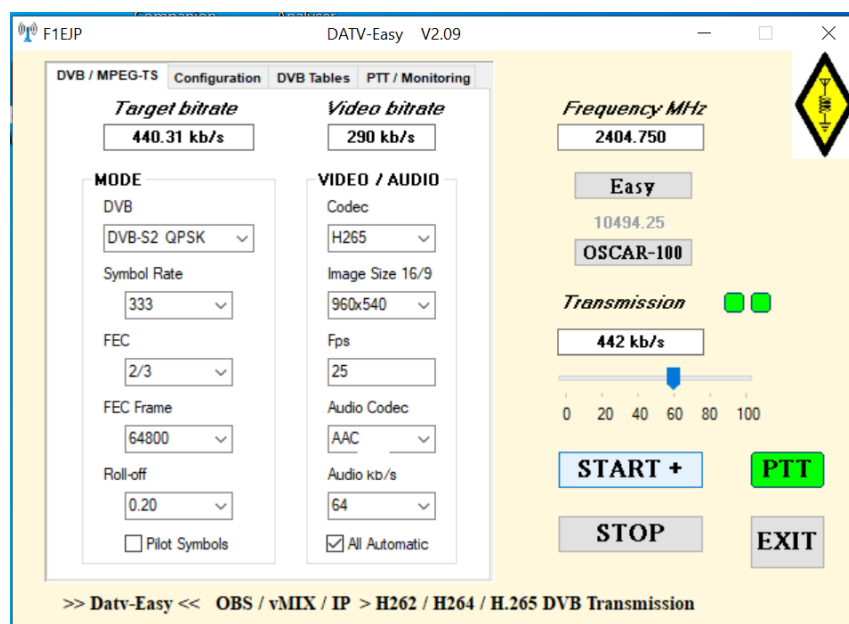 Companion Analyser
F1EJP DATV-Easy V2.09
DVB / MPEG-TS Configuration DVB Tables PTT / Monitoring
Target bitrate Video bitrate Frequency MHz
440.31 kb/s 290 kb/s 2404.750
MODE VIDEO / AUDIO Easy
DVB Codec 10494.25
DVB-S2 QPSK H265 OSCAR-100
Symbol Rate Image Size 16/9
333 960x540 Transmission
FEC Fps 442 kb/s
2/3 25
FEC Frame Audio Codec 0 20 40 60 80 100
64800 AAC
Roll-off Audio kb/s START + PTT
0.20 64
Pilot Symbols All Automatic STOP EXIT
>> Datv-Easy << OBS / vMIX / IP > H262 / H264 / H.265 DVB Transmission